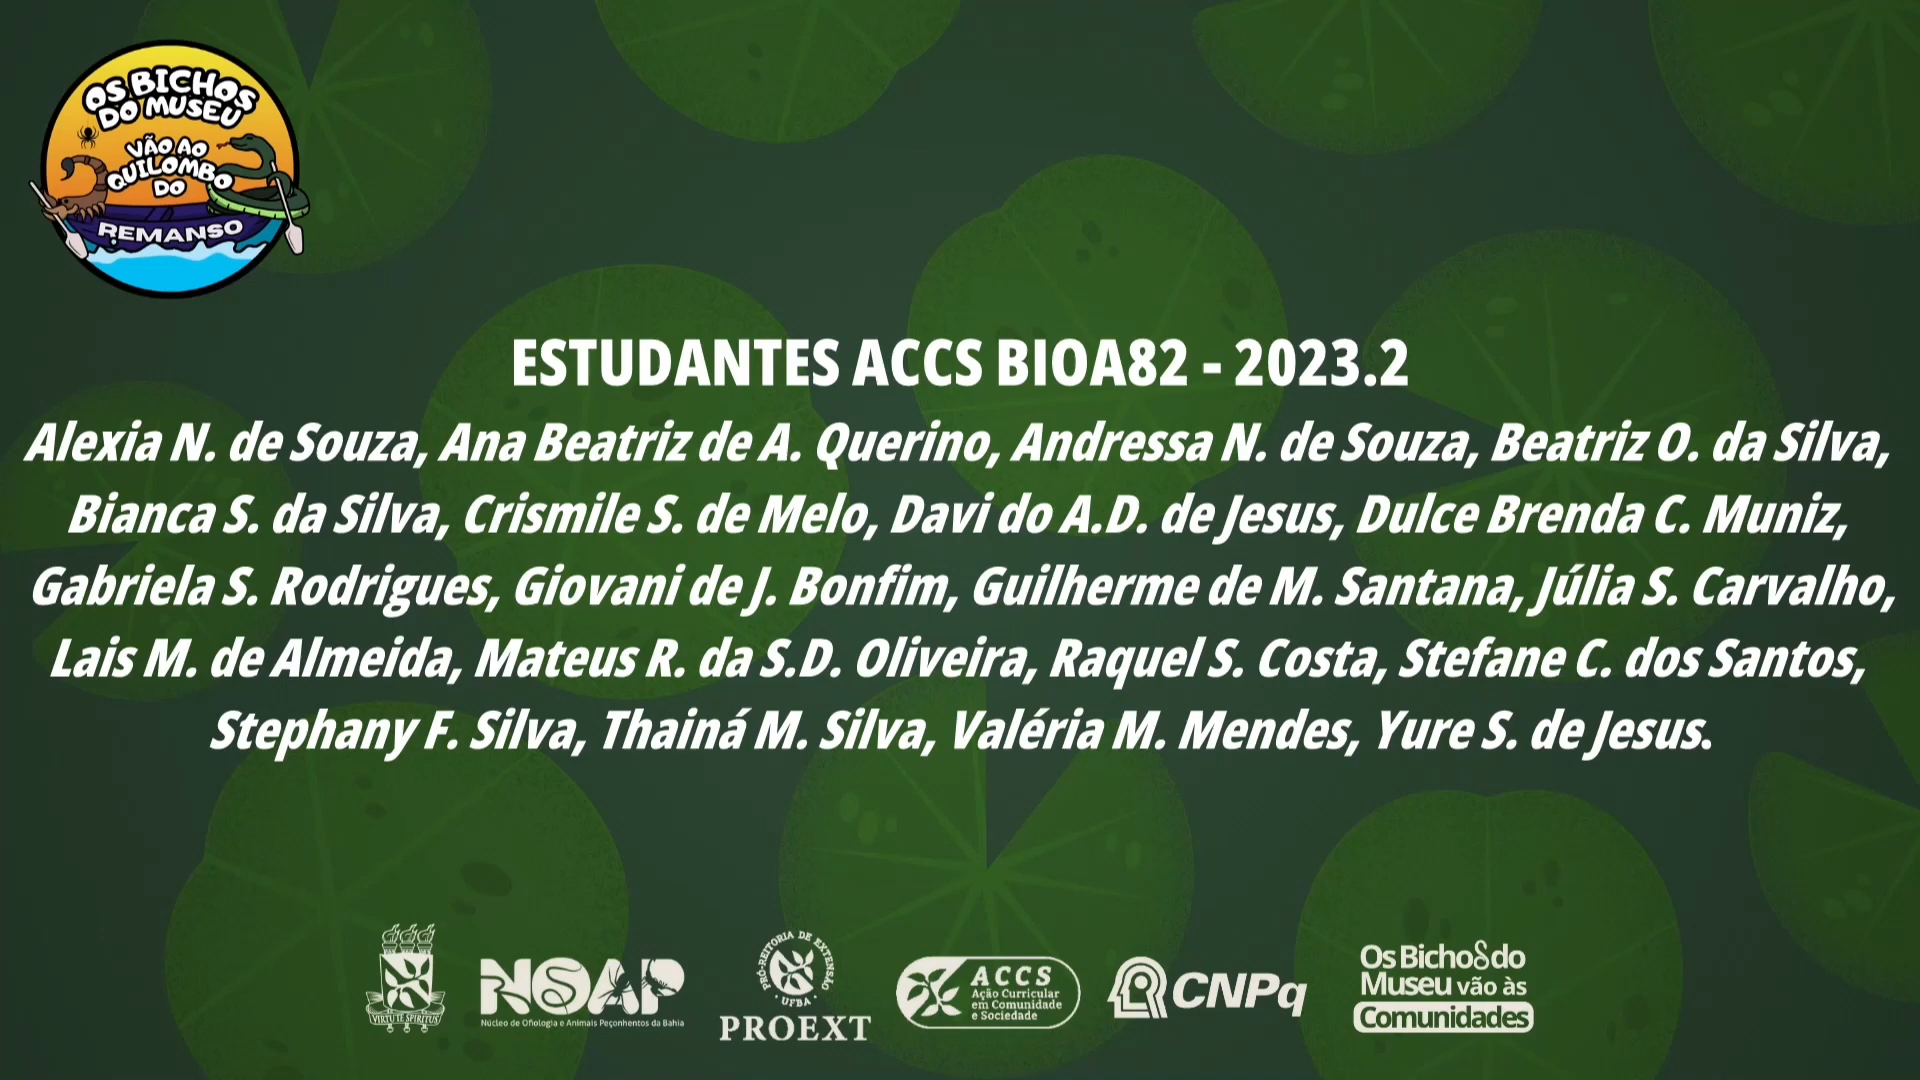 OS BICHOS
DO MUSEU
VÃO AO
QUILOMBO
DO
REMANSO
ESTUDANTES ACCS BIOA82 - 2023.2
Alexia N. de Souza, Ana Beatriz de A. Querino, Andressa N. de Souza, Beatriz O. da Silva,
Bianca S. da Silva, Crismile S. de Melo, Davi do A.D. de Jesus, Dulce Brenda C. Muniz,
Gabriela S. Rodrigues, Giovani de J. Bonfim, Guilherme de M. Santana, Júlia S. Carvalho,
Lais M. de Almeida, Mateus R. da S.D. Oliveira, Raquel S. Costa, Stefane C. dos Santos,
Stephany F. Silva, Thainá M. Silva, Valéria M. Mendes, Yure S. de Jesus.
VIRTUTE SPIRITUS
NOAP
Núcleo de Ofiologia e Animais Peçonhentos da Bahia
PRÓ-REITORIA DE EXTENSÃO
· UFBA ·
PROEXT
ACCS
Ação Curricular
em Comunidade
e Sociedade
CNPq
Os Bichos do
Museu vão às
Comunidades